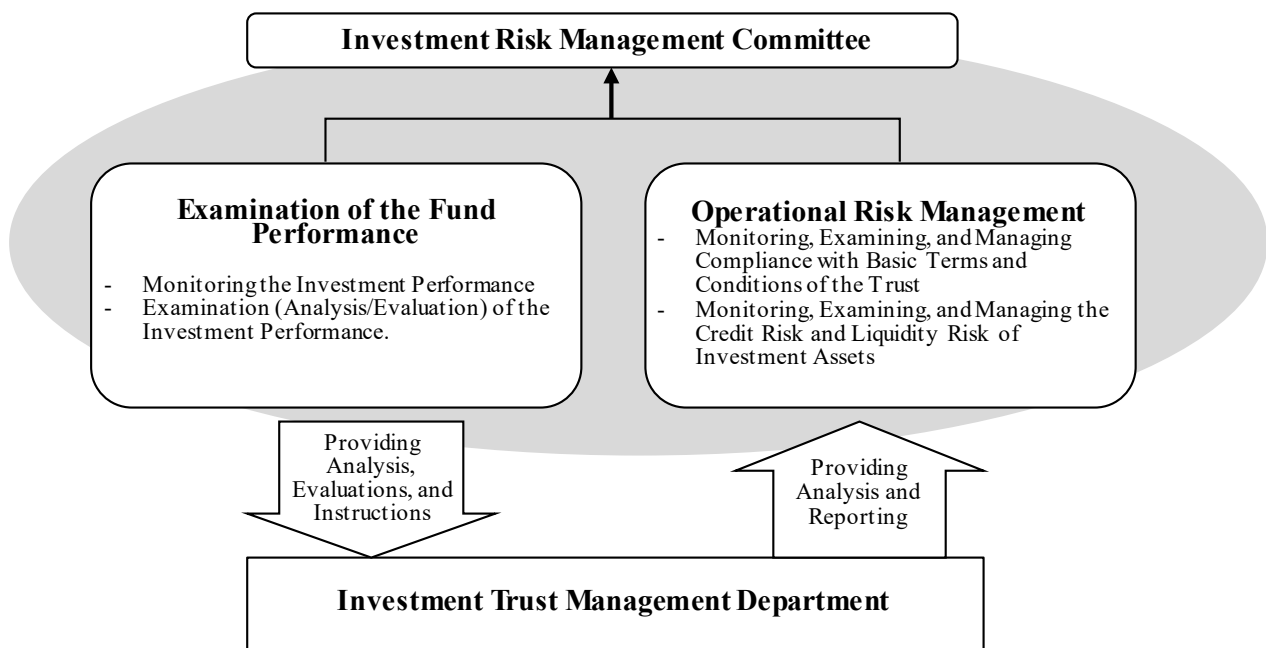 Investment Risk Management Committee
Examination of the Fund
Performance
- Monitoring the Investment Performance
- Examination (Analysis/Evaluation) of the
Investment Performance.
Operational Risk Management
- Monitoring, Examining, and Managing
Compliance with Basic Terms and
Conditions of the Trust
- Monitoring, Examining, and Managing the
Credit Risk and Liquidity Risk of
Investment Assets
Providing
Analysis,
Evaluations, and
Instructions
Providing
Analysis and
Reporting
Investment Trust Management Department